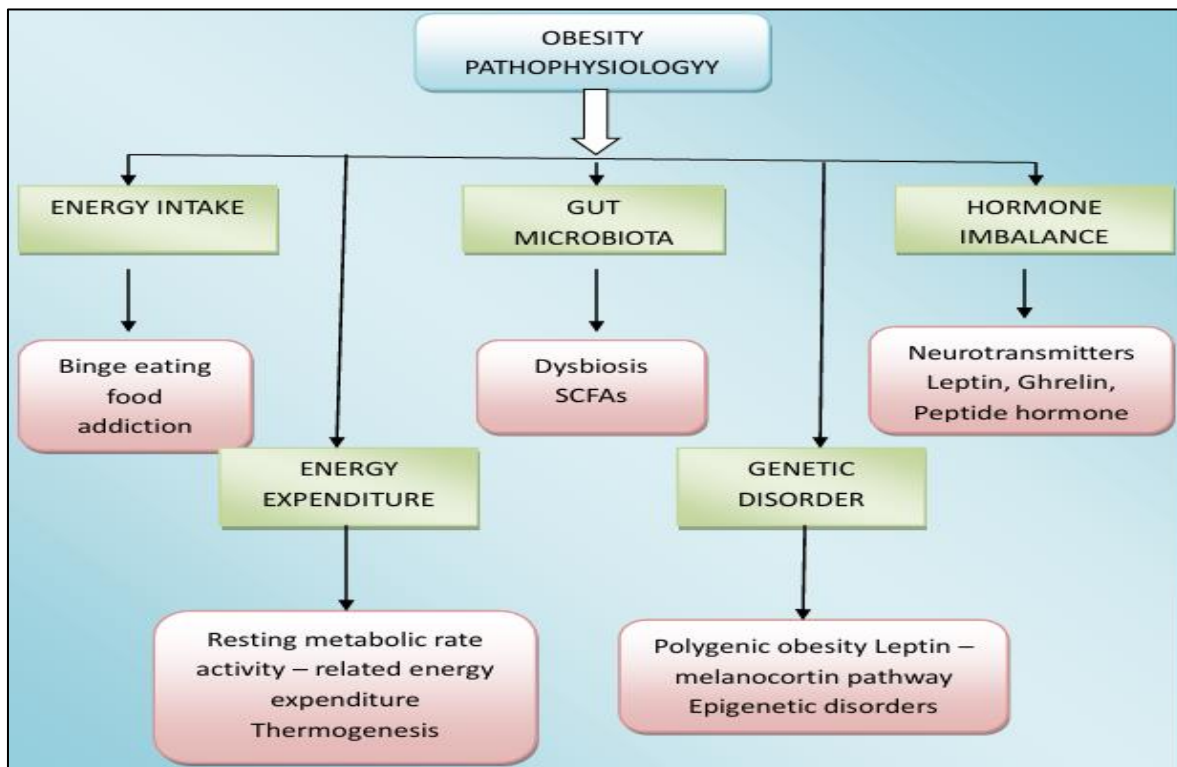 OBESITY
PATHOPHYSIOLOGYY
ENERGY INTAKE
GUT
MICROBIOTA
HORMONE
IMBALANCE
Binge eating
food
addiction
Dysbiosis
SCFAs
Neurotransmitters
Leptin, Ghrelin,
Peptide hormone
ENERGY
EXPENDITURE
GENETIC
DISORDER
Resting metabolic rate
activity – related energy
expenditure
Thermogenesis
Polygenic obesity Leptin –
melanocortin pathway
Epigenetic disorders